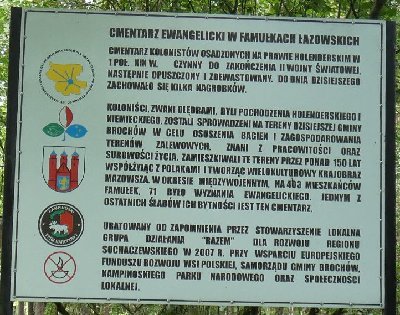 CMENTARZ EWANGELICKI W FAMUŁKACH ŁAZOWSKICH
CMENTARZ KOLONISTÓW OSADZONYCH NA PRAWIE HOLENDERSKIM W
I POŁ. XIX W. CZYNNY DO ZAKOŃCZENIA II WOJNY ŚWIATOWEJ,
NASTĘPNIE OPUSZCZONY I ZDEWASTOWANY. DO DNIA DZISIEJSZEGO
ZACHOWAŁO SIĘ KILKA NAGROBKÓW.
KOLONIŚCI, ZWANI OLEDRAMI, BYLI POCHODZENIA HOLENDERSKIEGO I
NIEMIECKIEGO. ZOSTALI SPROWADZENI NA TERENY DZISIEJSZEJ GMINY
BROCHÓW W CELU OSUSZENIA BAGIEN I ZAGOSPODAROWANIA
TERENÓW ZALEWOWYCH. ZNANI Z PRACOWITOŚCI ORAZ
SUROWOŚCI ŻYCIA. ZAMIESZKIWALI TE TERENY PRZEZ PONAD 150 LAT
WSPÓŁŻYJĄC Z POLAKAMI I TWORZĄC WIELOKULTUROWY KRAJOBRAZ
MAZOWSZA. W OKRESIE MIĘDZYWOJENNYM, NA 403 MIESZKAŃCÓW
FAMUŁEK, 71 BYŁO WYZNANIA EWANGELICKIEGO. JEDNYM Z
OSTATNICH ŚLADÓW ICH BYTNOŚCI JEST TEN CMENTARZ.
URATOWANY OD ZAPOMNIENIA PRZEZ STOWARZYSZENIE LOKALNA
GRUPA DZIAŁANIA "RAZEM" DLA ROZWOJU REGIONU
SOCHACZEWSKIEGO W 2007 R. PRZY WSPARCIU EUROPEJSKIEGO
FUNDUSZU ROZWOJU WSI POLSKIEJ, SAMORZĄDU GMINY BROCHÓW,
KAMPINOSKIEGO PARKU NARODOWEGO ORAZ SPOŁECZNOŚCI
LOKALNEJ.